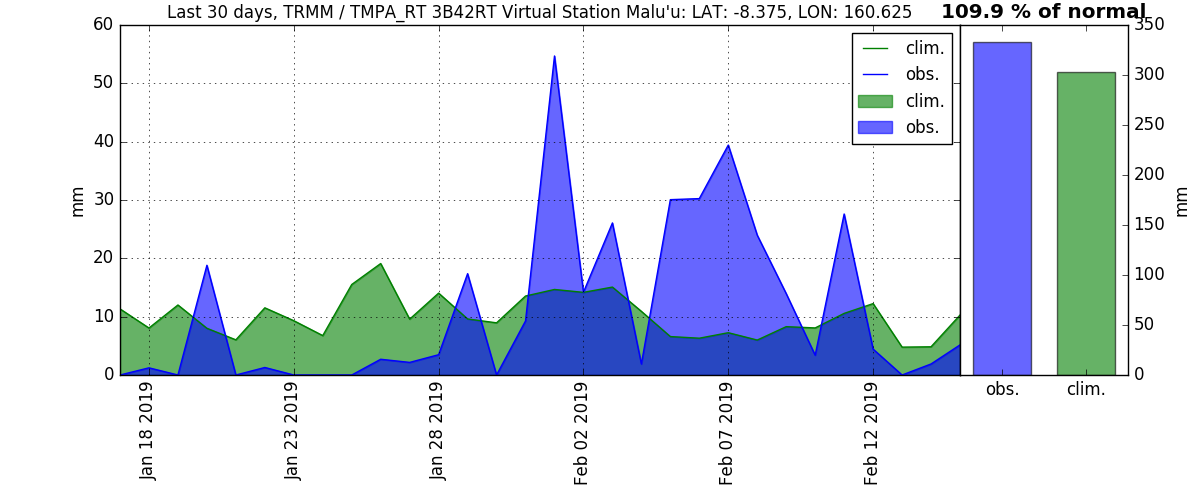 Last 30 days, TRMM / TMPA_RT 3B42RT Virtual Station Malu'u: LAT: -8.375, LON: 160.625
109.9 % of normal
60
50
40
30
20
10
0
mm
clim.
obs.
clim.
obs.
Jan 18 2019
Jan 23 2019
Jan 28 2019
Feb 02 2019
Feb 07 2019
Feb 12 2019
350
300
250
200
150
100
50
0
mm
obs.
clim.